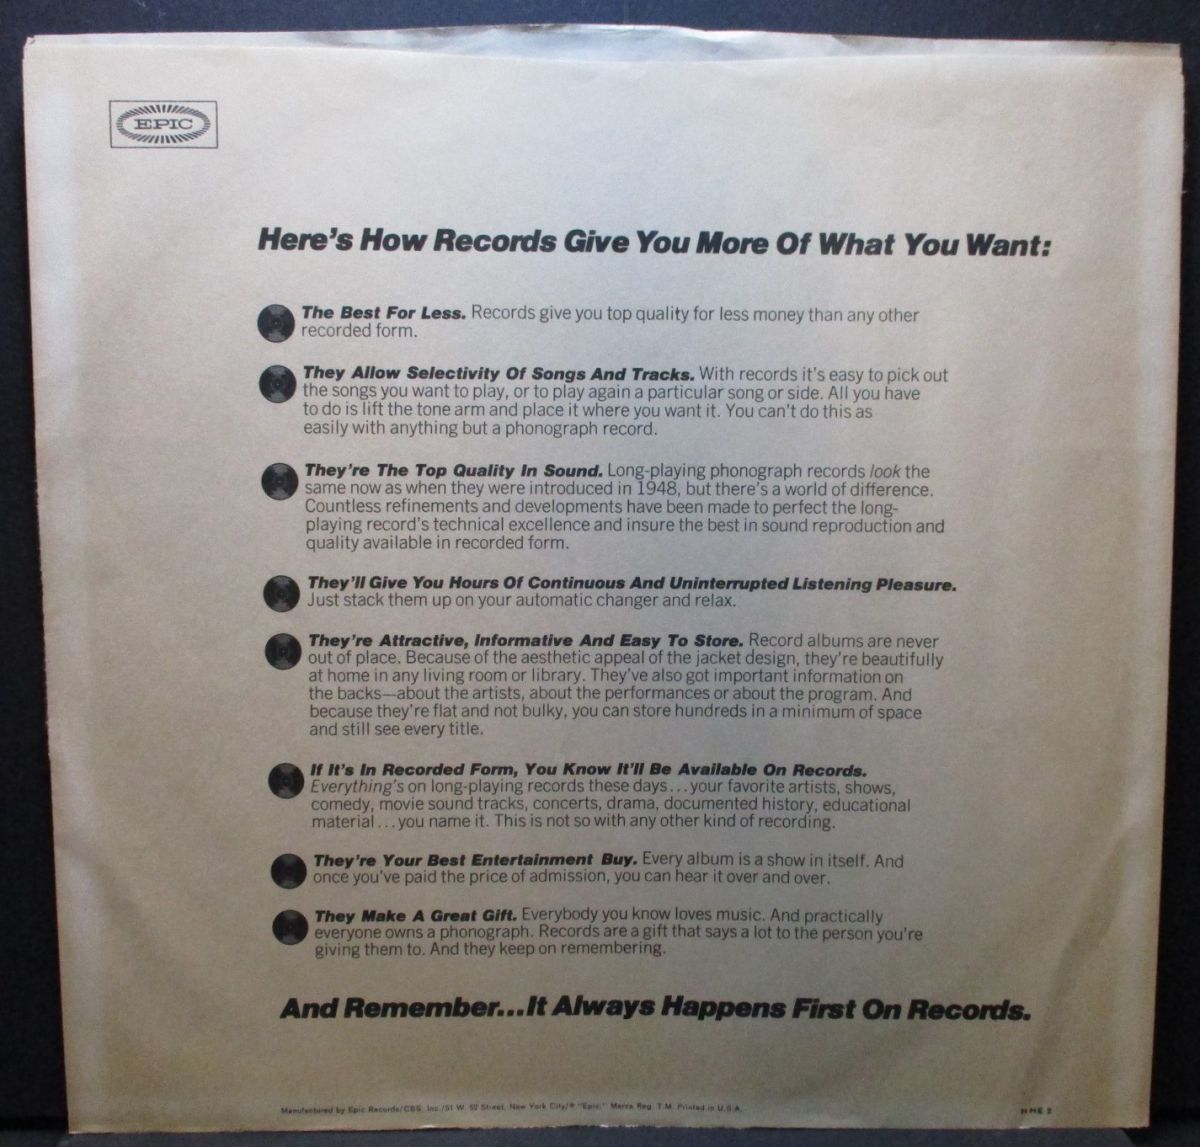 EPIC
Here's How Records Give You More Of What You Want:
The Best For Less. Records give you top quality for less money than any other
recorded form.
They Allow Selectivity Of Songs And Tracks. With records it's easy to pick out
the songs you want to play, or to play again a particular song or side. All you have
to do is lift the tone arm and place it where you want it. You can't do this as
easily with anything but a phonograph record.
They're The Top Quality In Sound. Long-playing phonograph records look the
same now as when they were introduced in 1948, but there's a world of difference.
Countless refinements and developments have been made to perfect the long-
playing record's technical excellence and insure the best in sound reproduction and
quality available in recorded form.
They'll Give You Hours Of Continuous And Uninterrupted Listening Pleasure.
Just stack them up on your automatic changer and relax.
They're Attractive, Informative And Easy To Store. Record albums are never
out of place. Because of the aesthetic appeal of the jacket design, they're beautifully
at home in any living room or library. They've also got important information on
the backs—about the artists, about the performances or about the program. And
because they're flat and not bulky, you can store hundreds in a minimum of space
and still see every title.
If It's In Recorded Form, You Know It'll Be Available On Records.
Everything's on long-playing records these days...your favorite artists, shows,
comedy, movie sound tracks, concerts, drama, documented history, educational
material...you name it. This is not so with any other kind of recording.
They're Your Best Entertainment Buy. Every album is a show in itself. And
once you've paid the price of admission, you can hear it over and over.
They Make A Great Gift. Everybody you know loves music. And practically
everyone owns a phonograph. Records are a gift that says a lot to the person you're
giving them to. And they keep on remembering.
And Remember...It Always Happens First On Records.
Manufactured by Epic Records/CBS, Inc./51 W. 52 Street, New York City/® "Epic," Marca Reg. T.M. Printed in U.S.A.